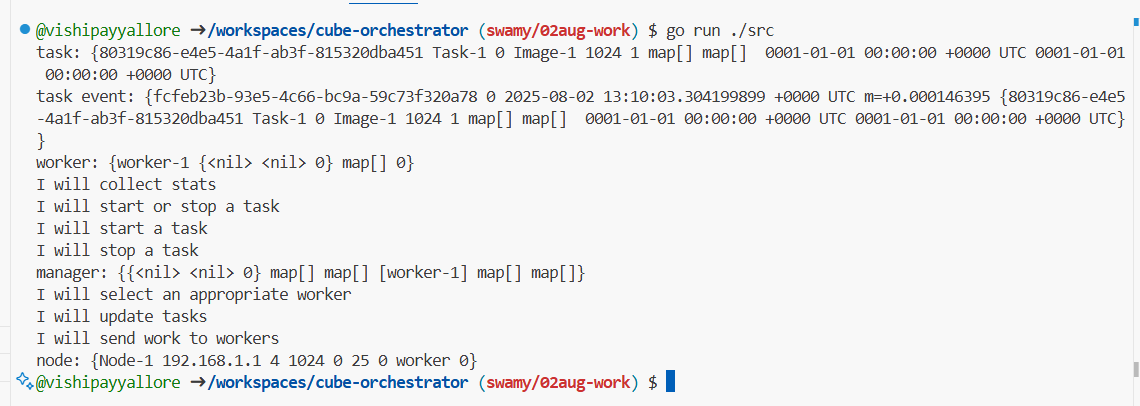 @vishipayyallore ➜/workspaces/cube-orchestrator (swamy/02aug-work) $ go run ./src
task: {80319c86-e4e5-4a1f-ab3f-815320dba451 Task-1 0 Image-1 1024 1 map[] map[]  0001-01-01 00:00:00 +0000 UTC 0001-01-01
 00:00:00 +0000 UTC}
task event: {fcfeb23b-93e5-4c66-bc9a-59c73f320a78 0 2025-08-02 13:10:03.304199899 +0000 UTC m=+0.000146395 {80319c86-e4e5
-4a1f-ab3f-815320dba451 Task-1 0 Image-1 1024 1 map[] map[]  0001-01-01 00:00:00 +0000 UTC 0001-01-01 00:00:00 +0000 UTC}
}
worker: {worker-1 {<nil> <nil> 0} map[] 0}
I will collect stats
I will start or stop a task
I will start a task
I will stop a task
manager: {{<nil> <nil> 0} map[] map[] [worker-1] map[] map[]}
I will select an appropriate worker
I will update tasks
I will send work to workers
node: {Node-1 192.168.1.1 4 1024 0 25 0 worker 0}
@vishipayyallore ➜/workspaces/cube-orchestrator (swamy/02aug-work) $